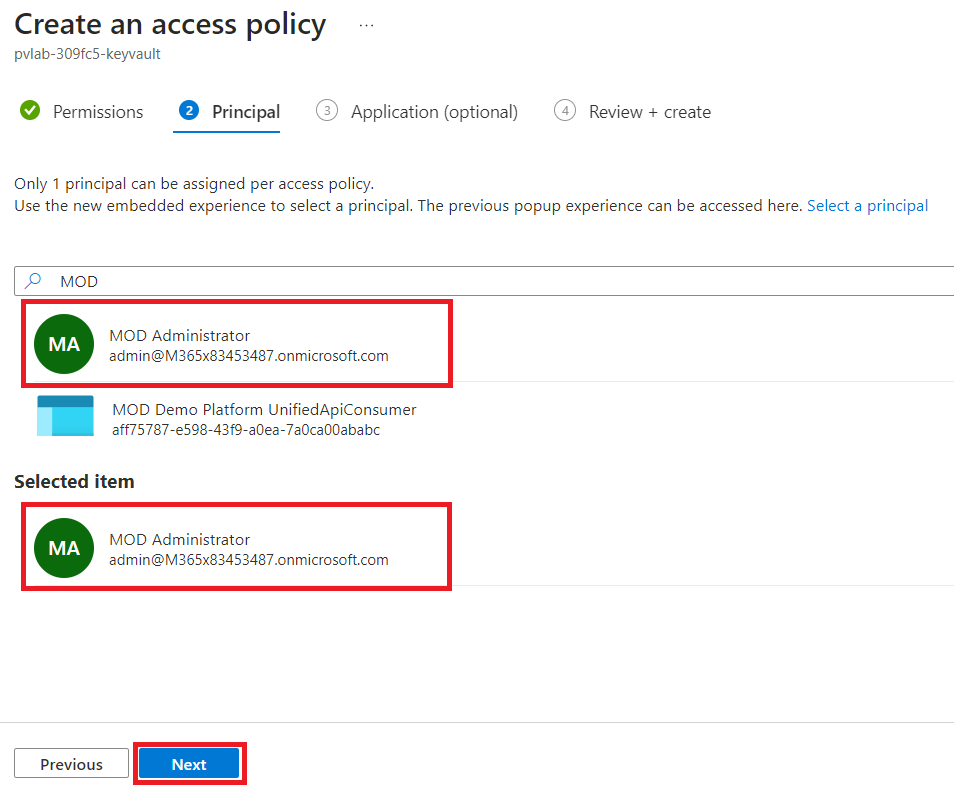 Create an access policy ...
pvlab-309fc5-keyvault
Permissions 2 Principal 3 Application (optional) 4 Review + create
Only 1 principal can be assigned per access policy.
Use the new embedded experience to select a principal. The previous popup experience can be accessed here. Select a principal
MOD
MA
MOD Administrator
admin@M365x83453487.onmicrosoft.com
MOD Demo Platform UnifiedApiConsumer
aff75787-e598-43f9-a0ea-7a0ca00ababc
Selected item
MA
MOD Administrator
admin@M365x83453487.onmicrosoft.com
Previous Next